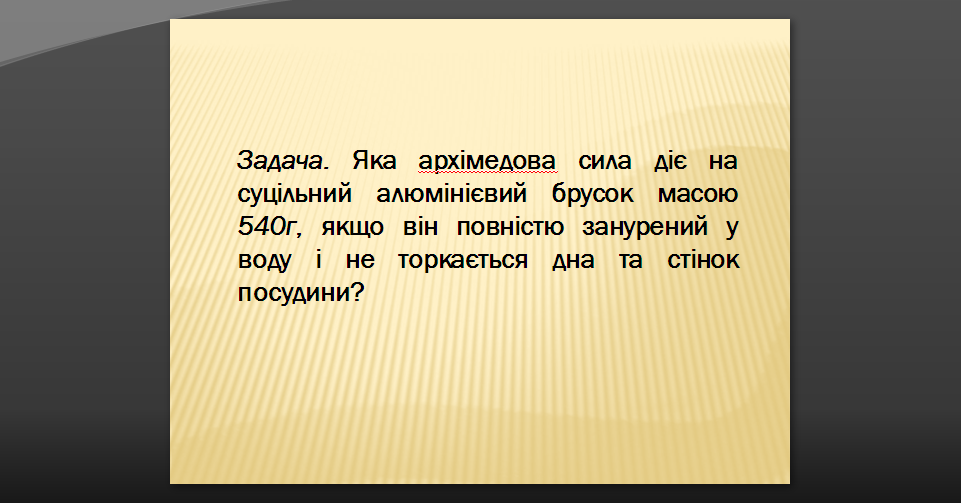 Задача. Яка архімедова сила діє на
суцільний алюмінієвий брусок масою
540г, якщо він повністю занурений у
воду і не торкається дна та стінок
посудини?